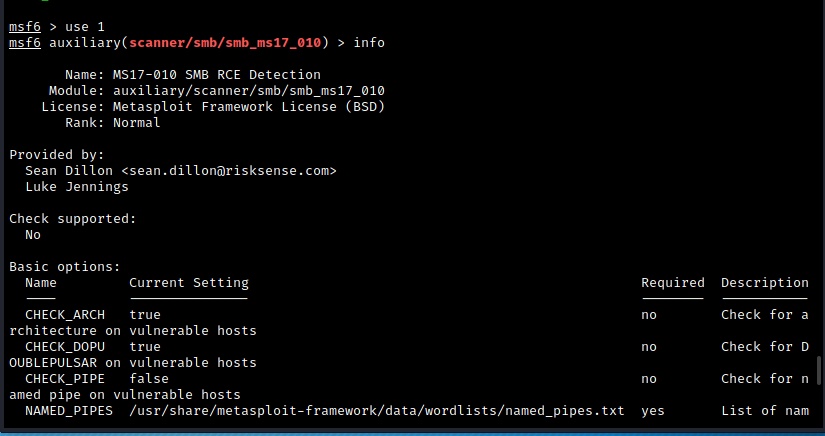 msf6 > use 1
msf6 auxiliary(scanner/smb/smb_ms17_010) > info
Name: MS17-010 SMB RCE Detection
Module: auxiliary/scanner/smb/smb_ms17_010
License: Metasploit Framework License (BSD)
Rank: Normal
Provided by:
Sean Dillon <sean.dillon@risksense.com>
Luke Jennings
Check supported:
No
Basic options:
Name Current Setting Required Description
---- --------------- -------- -----------
CHECK_ARCH true no Check for a
rchitecture on vulnerable hosts
CHECK_DOPU true no Check for D
OUBLEPULSAR on vulnerable hosts
CHECK_PIPE false no Check for n
amed pipe on vulnerable hosts
NAMED_PIPES /usr/share/metasploit-framework/data/wordlists/named_pipes.txt yes List of nam